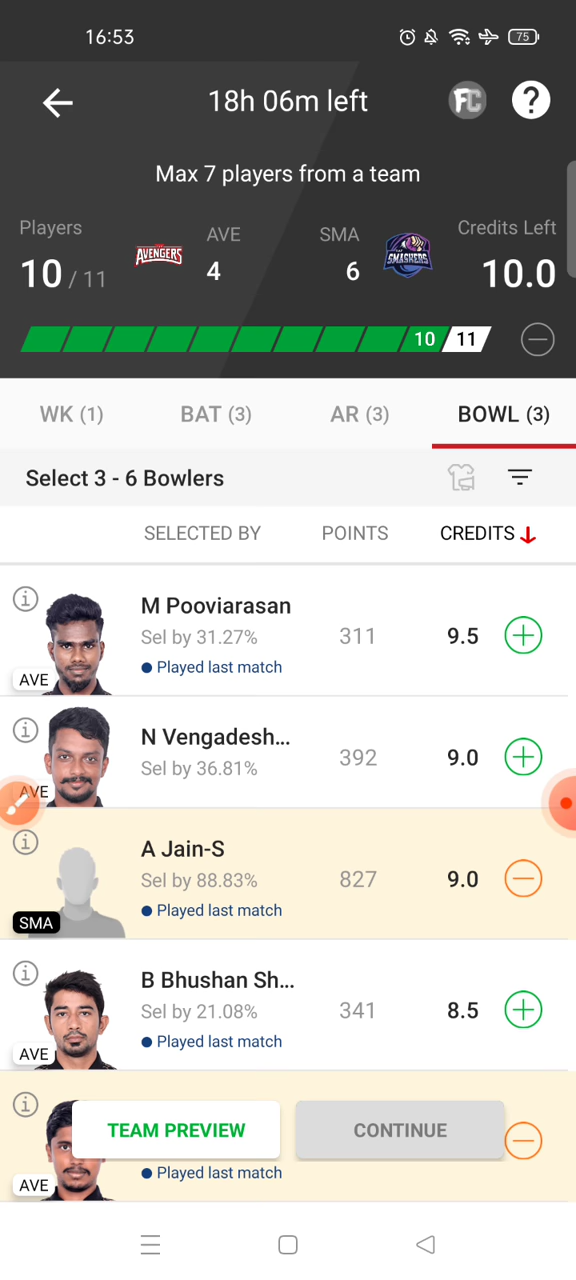 16:53
75
18h 06m left
FC
?
Max 7 players from a team
Players
AVE
SMA
Credits Left
10 / 11
AVENGERS
4
6
SMASHERS
10.0
10
11
WK (1)
BAT (3)
AR (3)
BOWL (3)
Select 3 - 6 Bowlers
SELECTED BY
POINTS
CREDITS
M Pooviarasan
Sel by 31.27%
311
9.5
Played last match
AVE
N Vengadesh...
Sel by 36.81%
392
9.0
AVE
A Jain-S
Sel by 88.83%
827
9.0
Played last match
SMA
B Bhushan Sh...
Sel by 21.08%
341
8.5
Played last match
AVE
TEAM PREVIEW
CONTINUE
Played last match
AVE